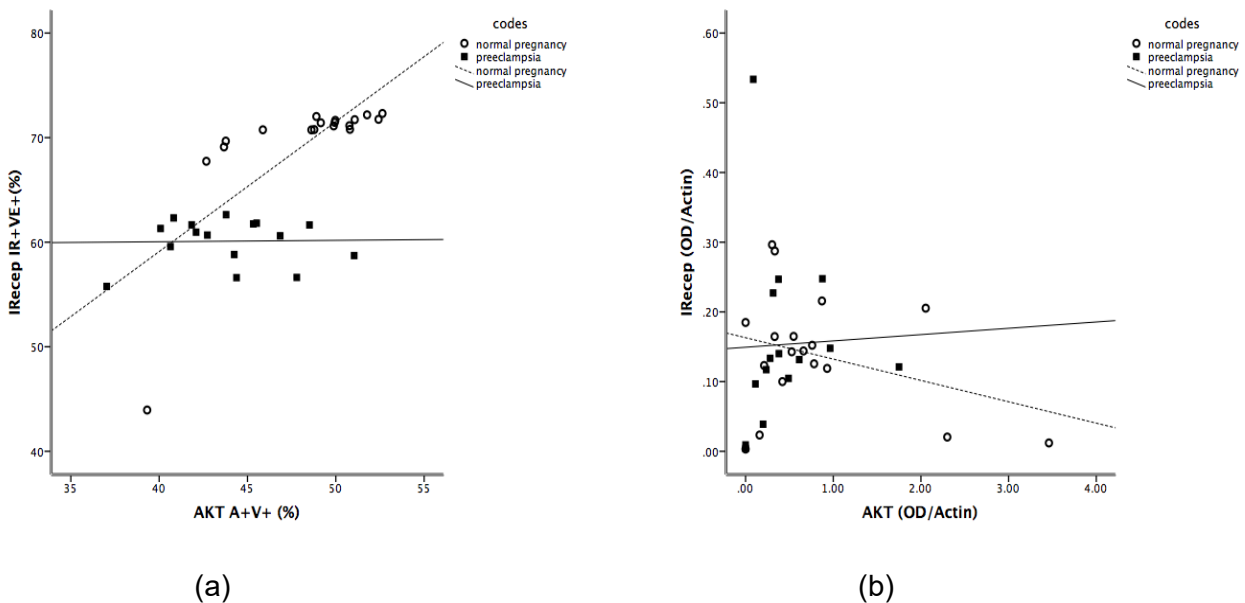 codes
normal pregnancy
preeclampsia
normal pregnancy
preeclampsia
80
70
60
50
40
IRecep IR+VE+(%)
35 40 45 50 55
AKT A+V+ (%)
(a)
codes
normal pregnancy
preeclampsia
normal pregnancy
preeclampsia
.60
.50
.40
.30
.20
.10
.00
IRecep (OD/Actin)
.00 1.00 2.00 3.00 4.00
AKT (OD/Actin)
(b)